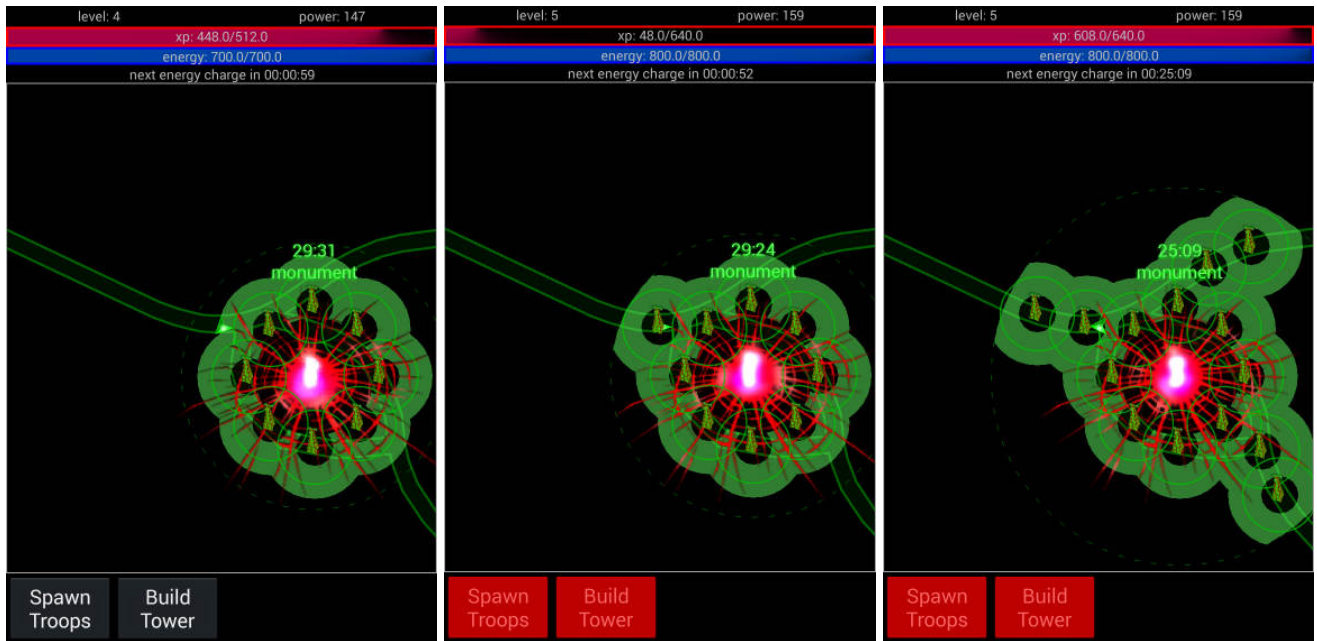 level: 4 power: 147
xp: 448.0/512.0
energy: 700.0/700.0
next energy charge in 00:00:59
29:31
monument
Spawn Troops
Build Tower
level: 5 power: 159
xp: 48.0/640.0
energy: 800.0/800.0
next energy charge in 00:00:52
29:24
monument
Spawn Troops
Build Tower
level: 5 power: 159
xp: 608.0/640.0
energy: 800.0/800.0
next energy charge in 00:25:09
25:09
monument
Spawn Troops
Build Tower